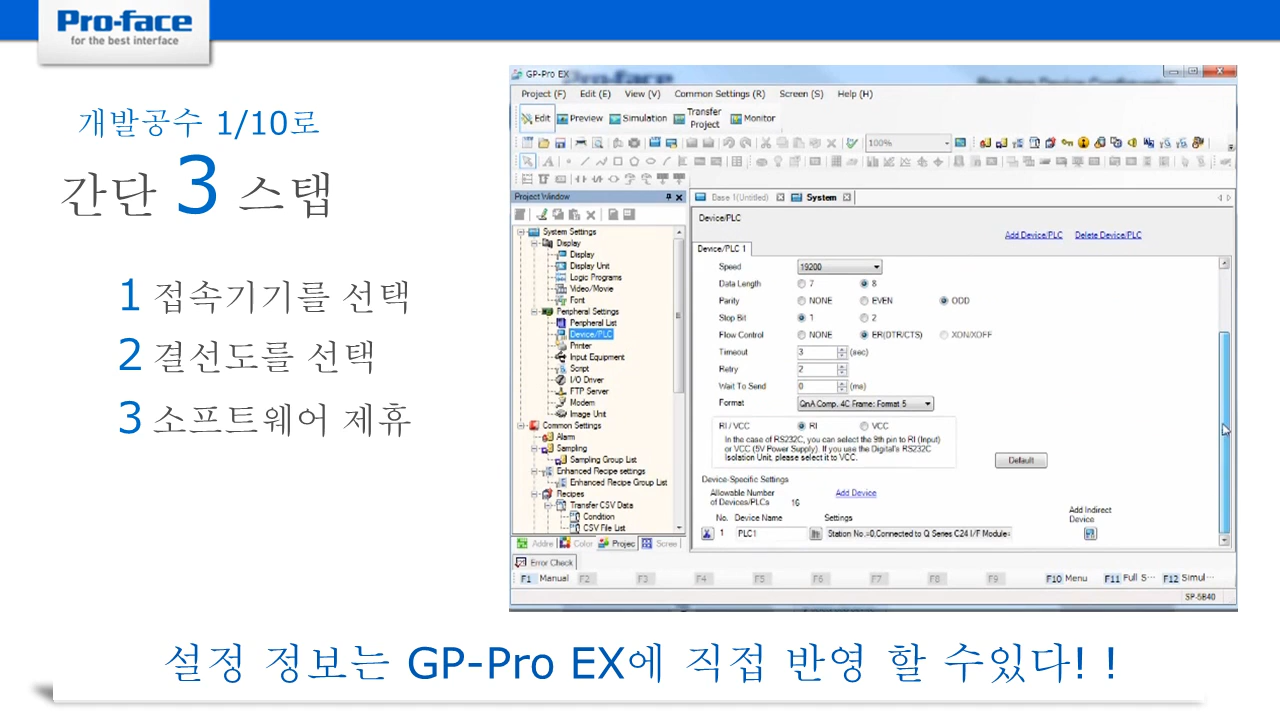 Pro-face
for the best interface
개발공수 1/10로
간단 3 스탭
1 접속기기를 선택
2 결선도를 선택
3 소프트웨어 제휴
GP-Pro EX
Project (F) Edit (E) View (V) Common Settings (R) Screen (S) Help (H)
Edit Preview Simulation Transfer Project Monitor
100%
Project Window
System Settings
Display
Display
Display Unit
Logic Programs
Video/Movie
Font
Peripheral Settings
Peripheral List
Device/PLC
Printer
Input Equipment
Script
I/O Driver
FTP Server
Modem
Image Unit
Common Settings
Alarm
Sampling
Sampling Group List
Enhanced Recipe settings
Enhanced Recipe Group List
Recipes
Transfer CSV Data
Condition
CSV File List
Addre Color Projec Scree
Base 1(Untitled) System
Device/PLC
Add Device/PLC Delete Device/PLC
Device/PLC 1
Speed 19200
Data Length 7 8
Parity NONE EVEN ODD
Stop Bit 1 2
Flow Control NONE ER(DTR/CTS) XON/XOFF
Timeout 3 (sec)
Retry 2
Wait To Send 0 (ms)
Format QnA Comp. 4C Frame: Format 5
RI / VCC RI VCC
In the case of RS232C, you can select the 9th pin to RI (Input)
or VCC (5V Power Supply). If you use the Digital's RS232C
Isolation Unit, please select it to VCC.
Default
Device-Specific Settings
Allowable Number
of Devices/PLCs 16
Add Device
No. Device Name Settings
Add Indirect
Device
1 PLC1 Station No.=0,Connected to Q Series C24 I/F Module=
Error Check
F1 Manual F2 F3 F4 F5 F6 F7 F8 F9 F10 Menu F11 Full S··· F12 Simul···
SP-5B40
설정 정보는 GP-Pro EX에 직접 반영 할 수있다! !